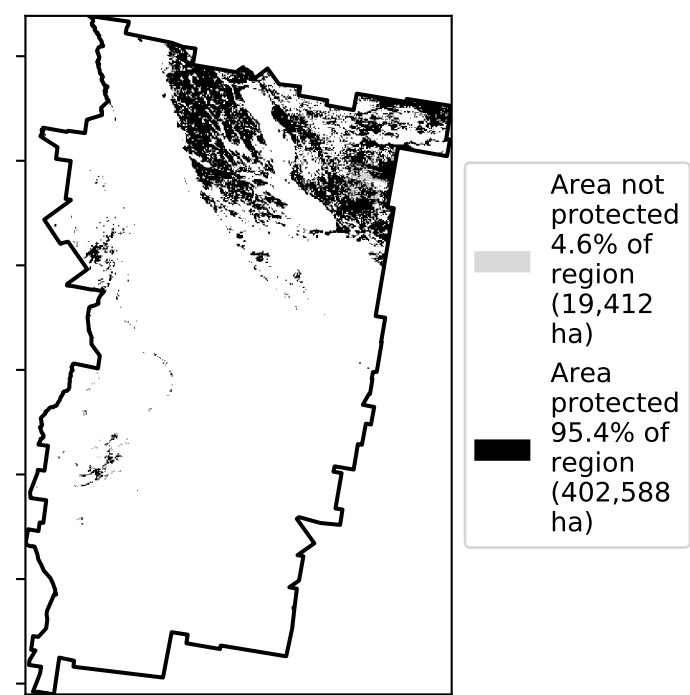 Area not
protected
4.6% of
region
(19,412
ha)
Area
protected
95.4% of
region
(402,588
ha)